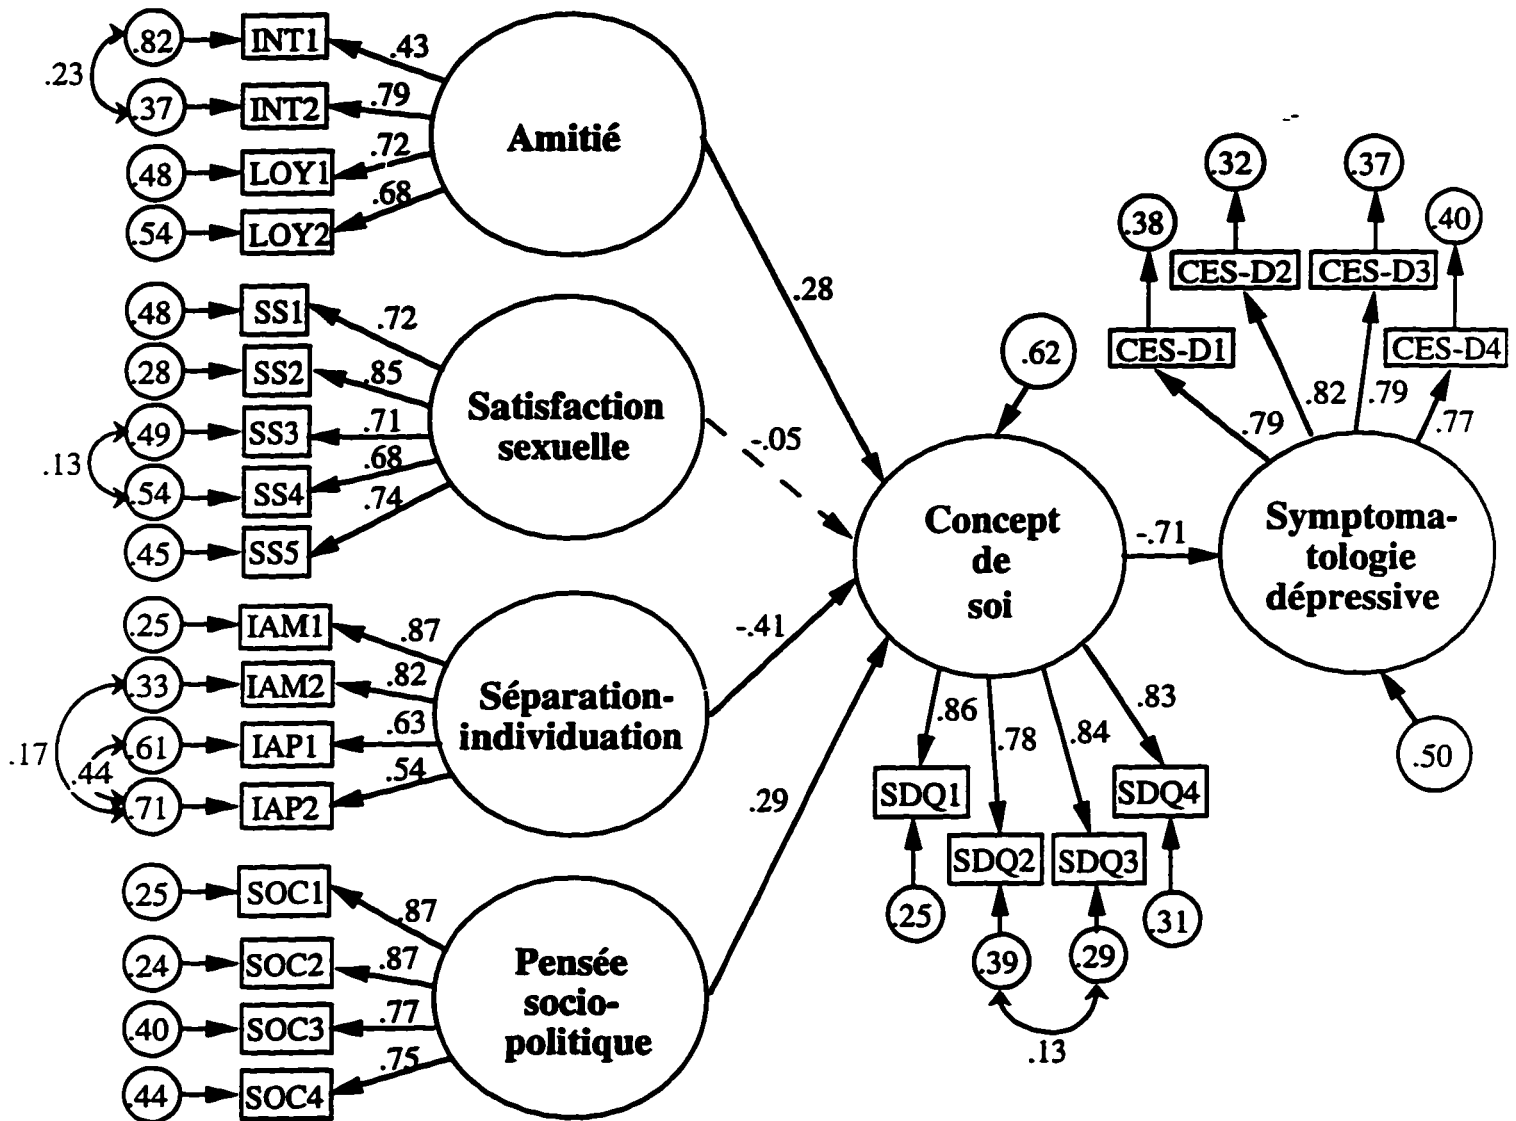 .82
INT1
.43
.23
.37
INT2
.79
.48
LOY1
.72
.54
LOY2
.68
Amitié
.28
.48
SS1
.72
.28
SS2
.85
.49
SS3
.71
.13
.54
SS4
.68
.45
SS5
.74
Satisfaction
sexuelle
-.05
.25
IAM1
.87
.33
IAM2
.82
.17
.44
.61
IAP1
.63
.71
IAP2
.54
Séparation-
individuation
-.41
.25
SOC1
.87
.24
SOC2
.87
.40
SOC3
.77
.44
SOC4
.75
Pensée
socio-
politique
.29
.62
Concept
de
soi
-.71
.86
.78
.84
.83
SDQ1
SDQ2
SDQ3
SDQ4
.25
.39
.29
.31
.13
.38
.32
.37
.40
CES-D1
CES-D2
CES-D3
CES-D4
.79
.82
.79
.77
Symptoma-
tologie
dépressive
.50